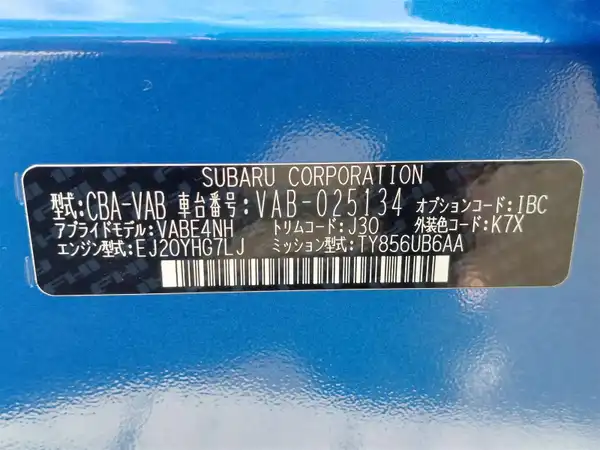 SUBARU CORPORATION
型式:CBA-VAB 車台番号:VAB-025134 オプションコード:IBC
アプライドモデル:VABE4NH トリムコード:J30 外装色コード:K7X
エンジン型式:EJ20YHG7LJ ミッション型式:TY856UB6AA